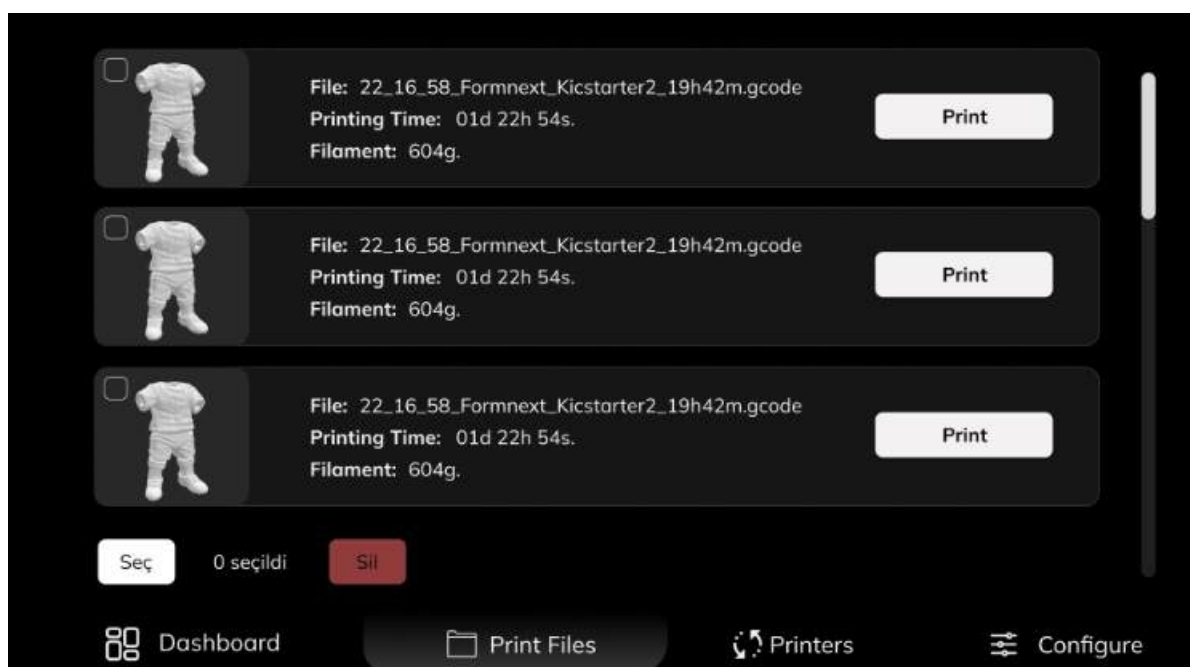 File: 22_16_58_Formnext_Kicstarter2_19h42m.gcode
Printing Time: 01d 22h 54s.
Filament: 604g.
Print
File: 22_16_58_Formnext_Kicstarter2_19h42m.gcode
Printing Time: 01d 22h 54s.
Filament: 604g.
Print
File: 22_16_58_Formnext_Kicstarter2_19h42m.gcode
Printing Time: 01d 22h 54s.
Filament: 604g.
Print
Seç 0 seçildi Sil
Dashboard Print Files Printers Configure